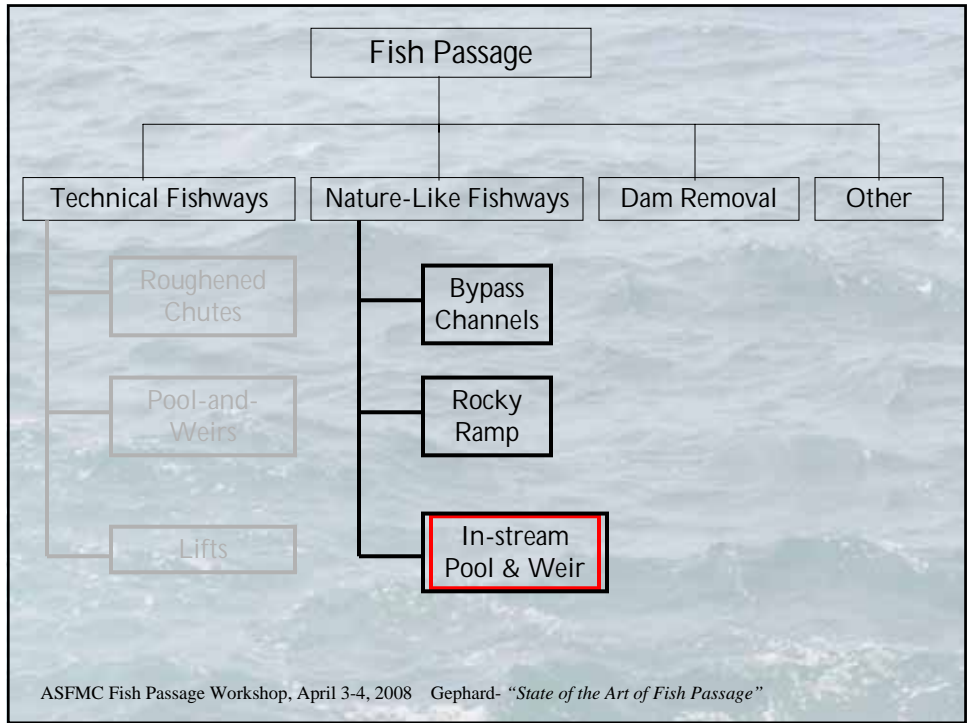 Fish Passage
Technical Fishways
Nature-Like Fishways
Dam Removal
Other
Roughened
Chutes
Pool-and-
Weirs
Lifts
Bypass
Channels
Rocky
Ramp
In-stream
Pool & Weir
ASFMC Fish Passage Workshop, April 3-4, 2008 Gephard- “State of the Art of Fish Passage”